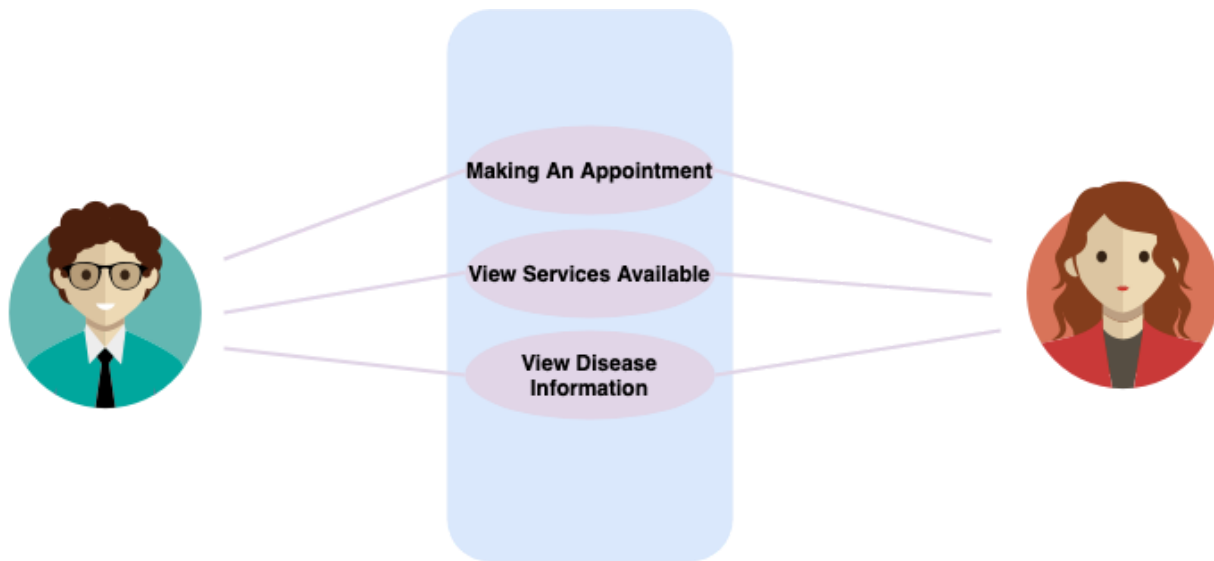 Making An Appointment
View Services Available
View Disease
Information